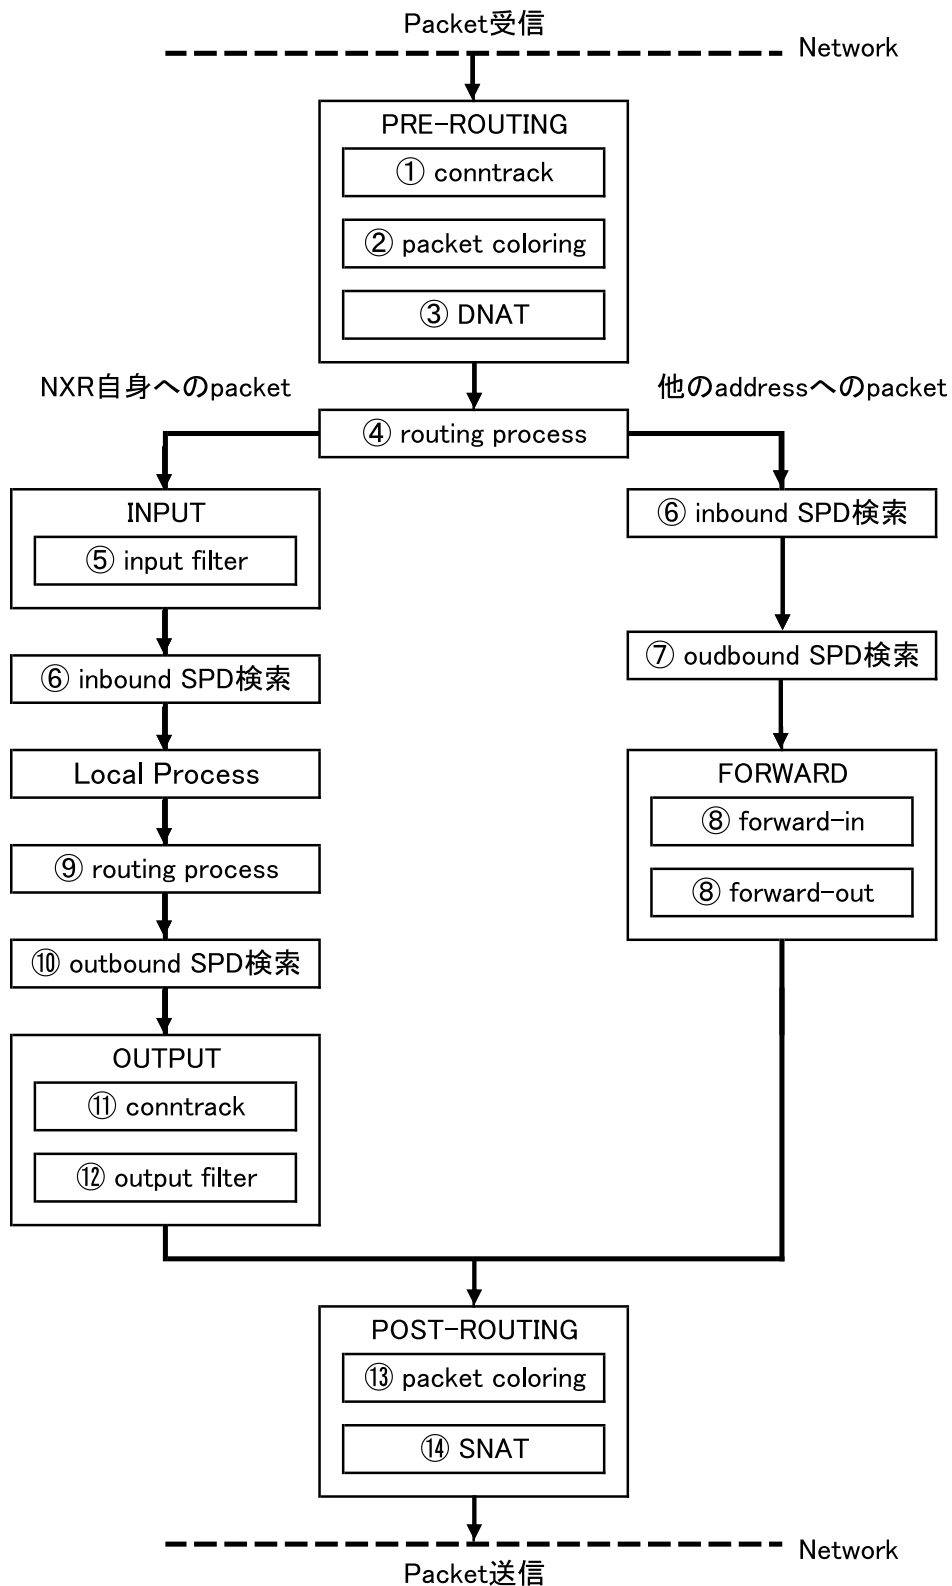 Packet受信
Network
PRE-ROUTING
① conntrack
② packet coloring
③ DNAT
NXR自身へのpacket
他のaddressへのpacket
④ routing process
INPUT
⑤ input filter
⑥ inbound SPD検索
Local Process
⑨ routing process
⑩ outbound SPD検索
OUTPUT
⑪ conntrack
⑫ output filter
⑥ inbound SPD検索
⑦ oudbound SPD検索
FORWARD
⑧ forward-in
⑧ forward-out
POST-ROUTING
⑬ packet coloring
⑭ SNAT
Network
Packet送信